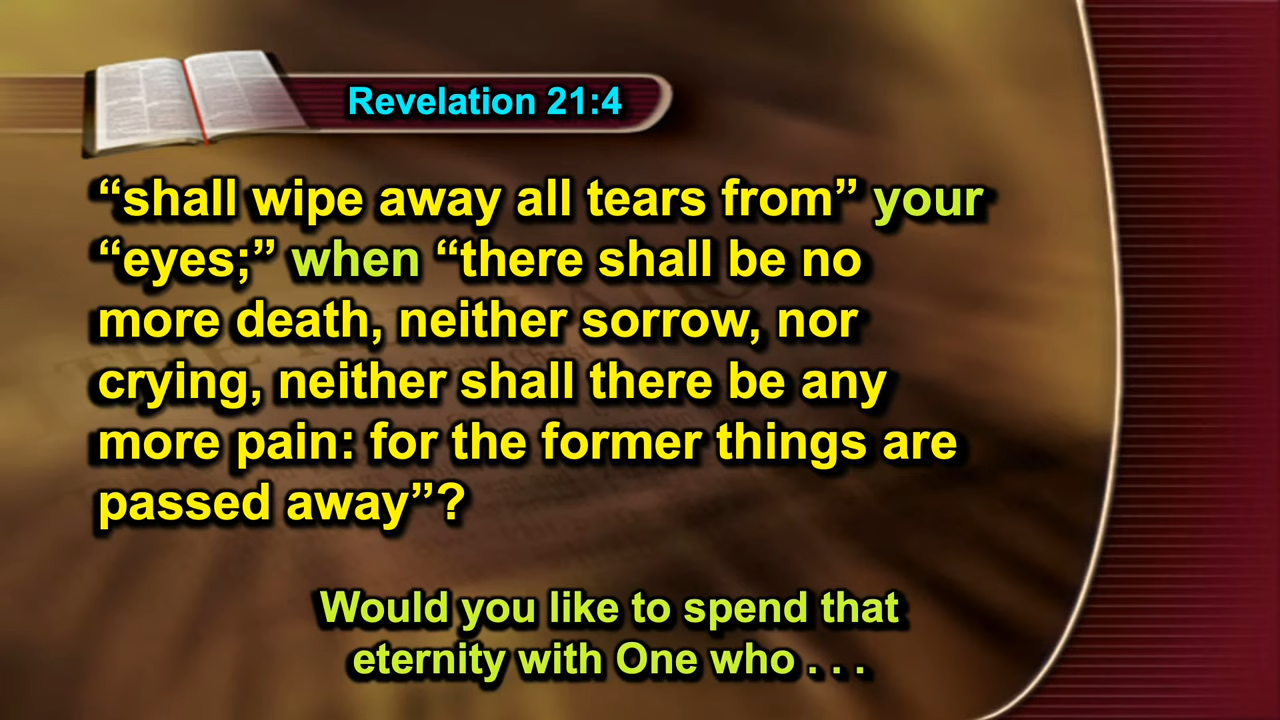 Revelation 21:4
“shall wipe away all tears from” your
“eyes;” when “there shall be no
more death, neither sorrow, nor
crying, neither shall there be any
more pain: for the former things are
passed away”?
Would you like to spend that
eternity with One who . . .